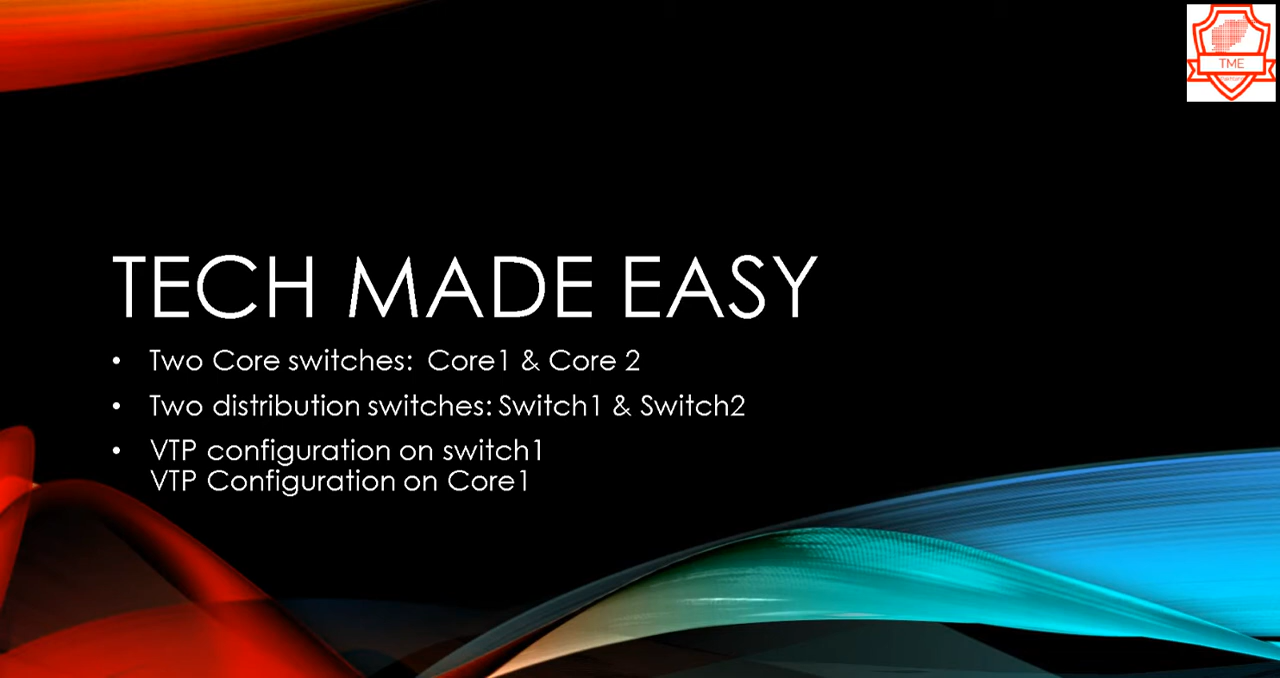 TME
TECH MADE EASY
• Two Core switches: Core1 & Core 2
• Two distribution switches: Switch1 & Switch2
• VTP configuration on switch1
VTP Configuration on Core1